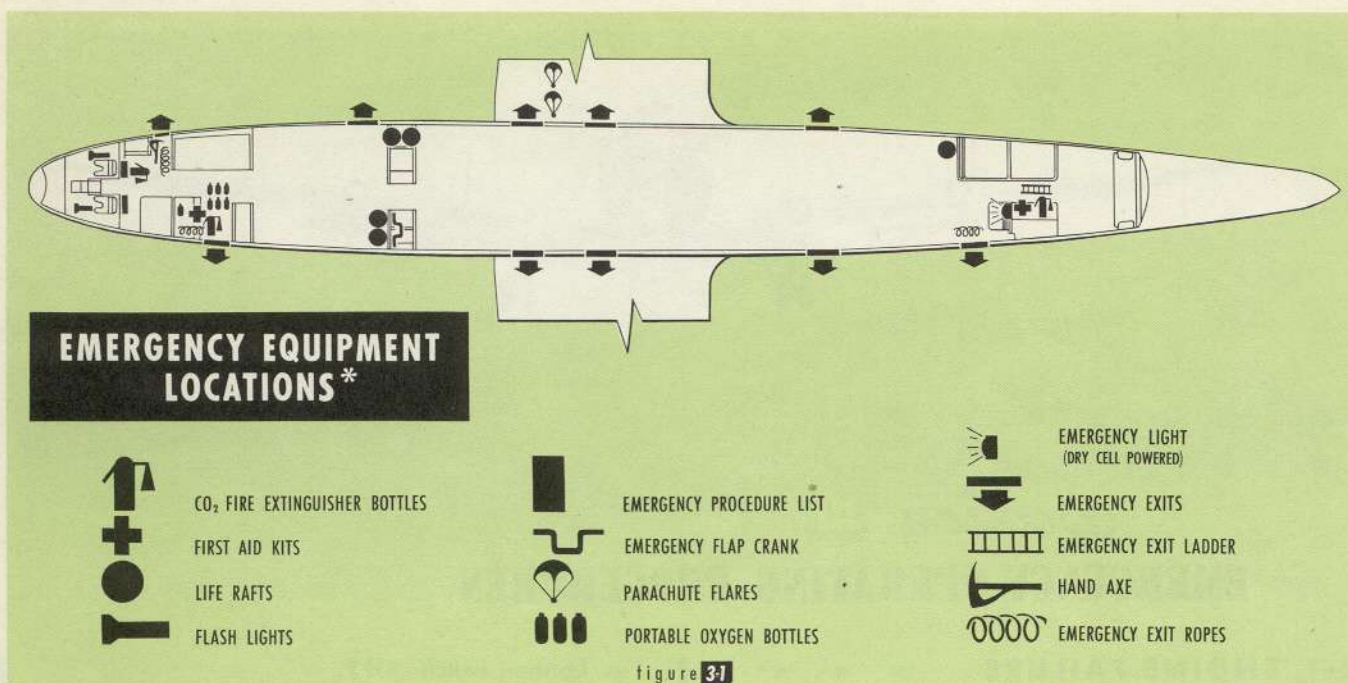 EMERGENCY EQUIPMENT
LOCATIONS*
CO₂ FIRE EXTINGUISHER BOTTLES
FIRST AID KITS
LIFE RAFTS
FLASH LIGHTS
EMERGENCY PROCEDURE LIST
EMERGENCY FLAP CRANK
PARACHUTE FLARES
PORTABLE OXYGEN BOTTLES
EMERGENCY LIGHT
(DRY CELL POWERED)
EMERGENCY EXITS
EMERGENCY EXIT LADDER
HAND AXE
EMERGENCY EXIT ROPES
figure 3-1